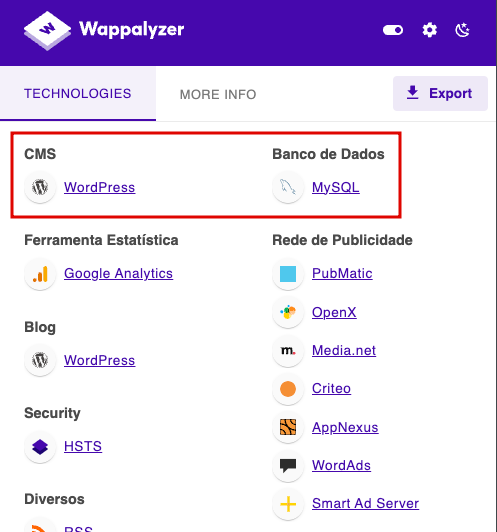 Wappalyzer
TECHNOLOGIES
MORE INFO
Export
CMS
WordPress
Banco de Dados
MySQL
Ferramenta Estatística
Google Analytics
Blog
WordPress
Security
HSTS
Diversos
RSS
Rede de Publicidade
PubMatic
OpenX
m.
Media.net
Criteo
AppNexus
WordAds
Smart Ad Server